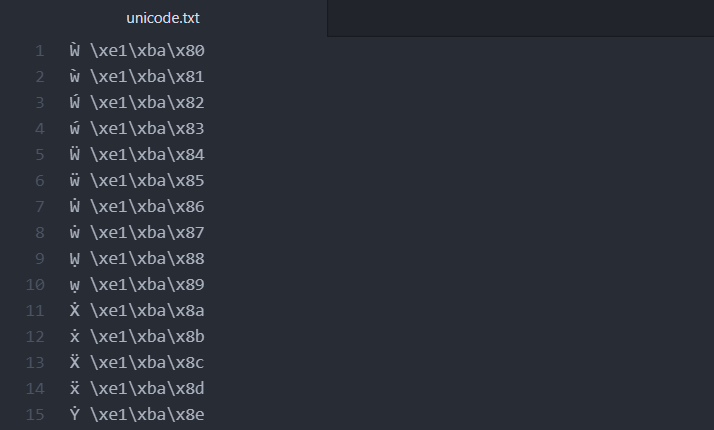 unicode.txt
1 Ẁ \xe1\xba\x80
2 ẁ \xe1\xba\x81
3 Ẃ \xe1\xba\x82
4 ẃ \xe1\xba\x83
5 Ẅ \xe1\xba\x84
6 ẅ \xe1\xba\x85
7 Ẇ \xe1\xba\x86
8 ẇ \xe1\xba\x87
9 Ẉ \xe1\xba\x88
10 ẉ \xe1\xba\x89
11 Ẋ \xe1\xba\x8a
12 ẋ \xe1\xba\x8b
13 Ẍ \xe1\xba\x8c
14 ẍ \xe1\xba\x8d
15 Ẏ \xe1\xba\x8e